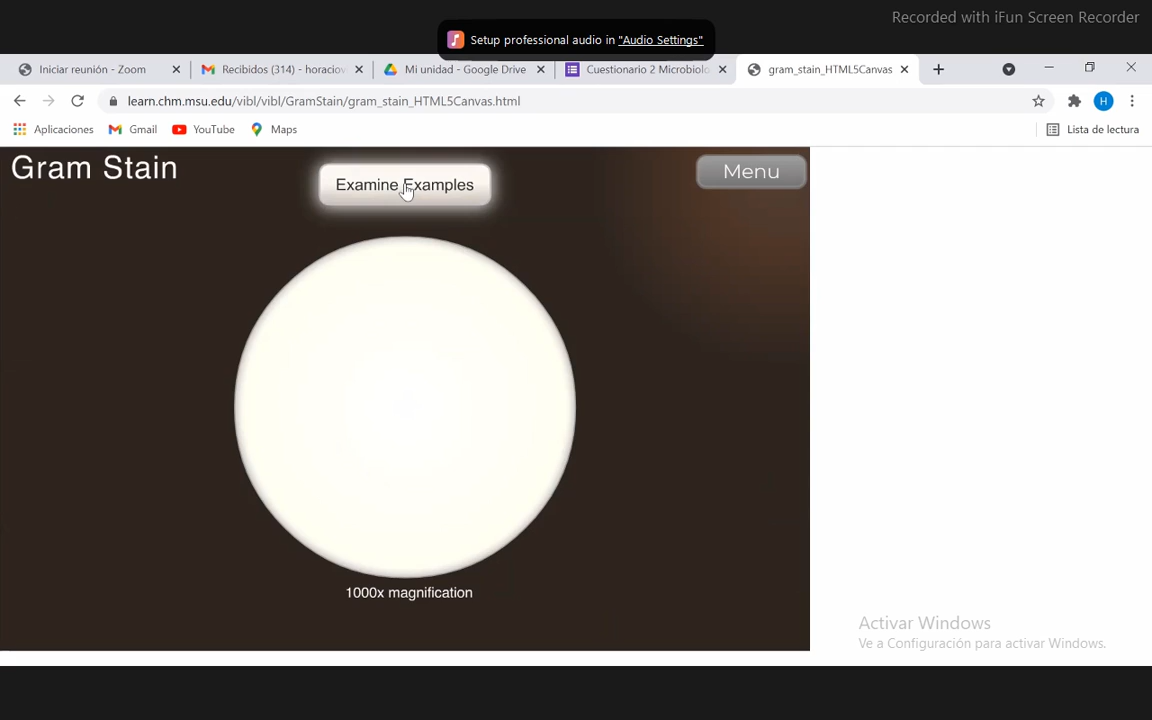 Recorded with iFun Screen Recorder
Setup professional audio in "Audio Settings"
Iniciar reunión - Zoom
Recibidos (314) - horaciov
Mi unidad - Google Drive
Cuestionario 2 Microbiolo
gram_stain_HTML5Canvas
learn.chm.msu.edu/vibl/vibl/GramStain/gram_stain_HTML5Canvas.html
H
Aplicaciones
Gmail
YouTube
Maps
Lista de lectura
Gram Stain
Examine Examples
Menu
1000x magnification
Activar Windows
Ve a Configuración para activar Windows.